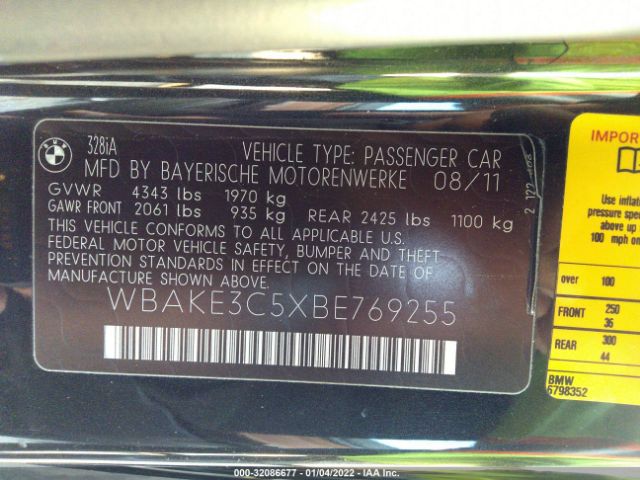 BMW
328iA
VEHICLE TYPE: PASSENGER CAR
MFD BY BAYERISCHE MOTORENWERKE 08/11
GVWR 4343 lbs 1970 kg
GAWR FRONT 2061 lbs 935 kg REAR 2425 lbs 1100 kg
THIS VEHICLE CONFORMS TO ALL APPLICABLE U.S.
FEDERAL MOTOR VEHICLE SAFETY, BUMPER AND THEFT
PREVENTION STANDARDS IN EFFECT ON THE DATE OF
MANUFACTURE SHOWN ABOVE.
WBAKE3C5XBE769255
2 122
IMPOR
Use inflat
pressure spe
above up
100 mph o
over 100
FRONT 250
36
REAR 300
44
BMW
6798352
000-32086677 - 01/04/2022 - IAA Inc.